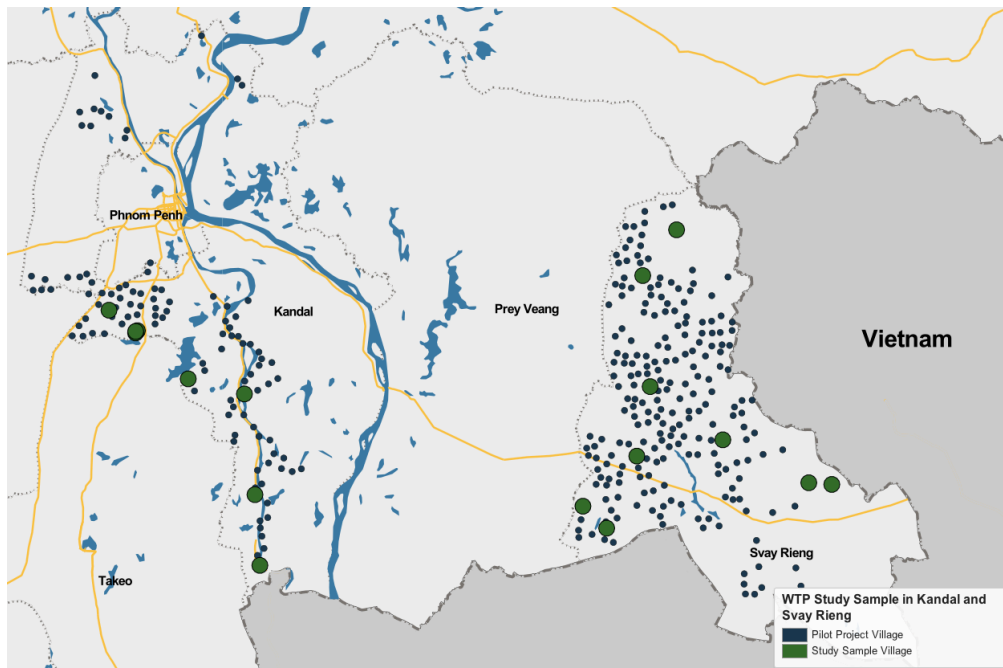 Phnom Penh
Kandal
Prey Veang
Vietnam
Svay Rieng
Takeo
WTP Study Sample in Kandal and
Svay Rieng
Pilot Project Village
Study Sample Village